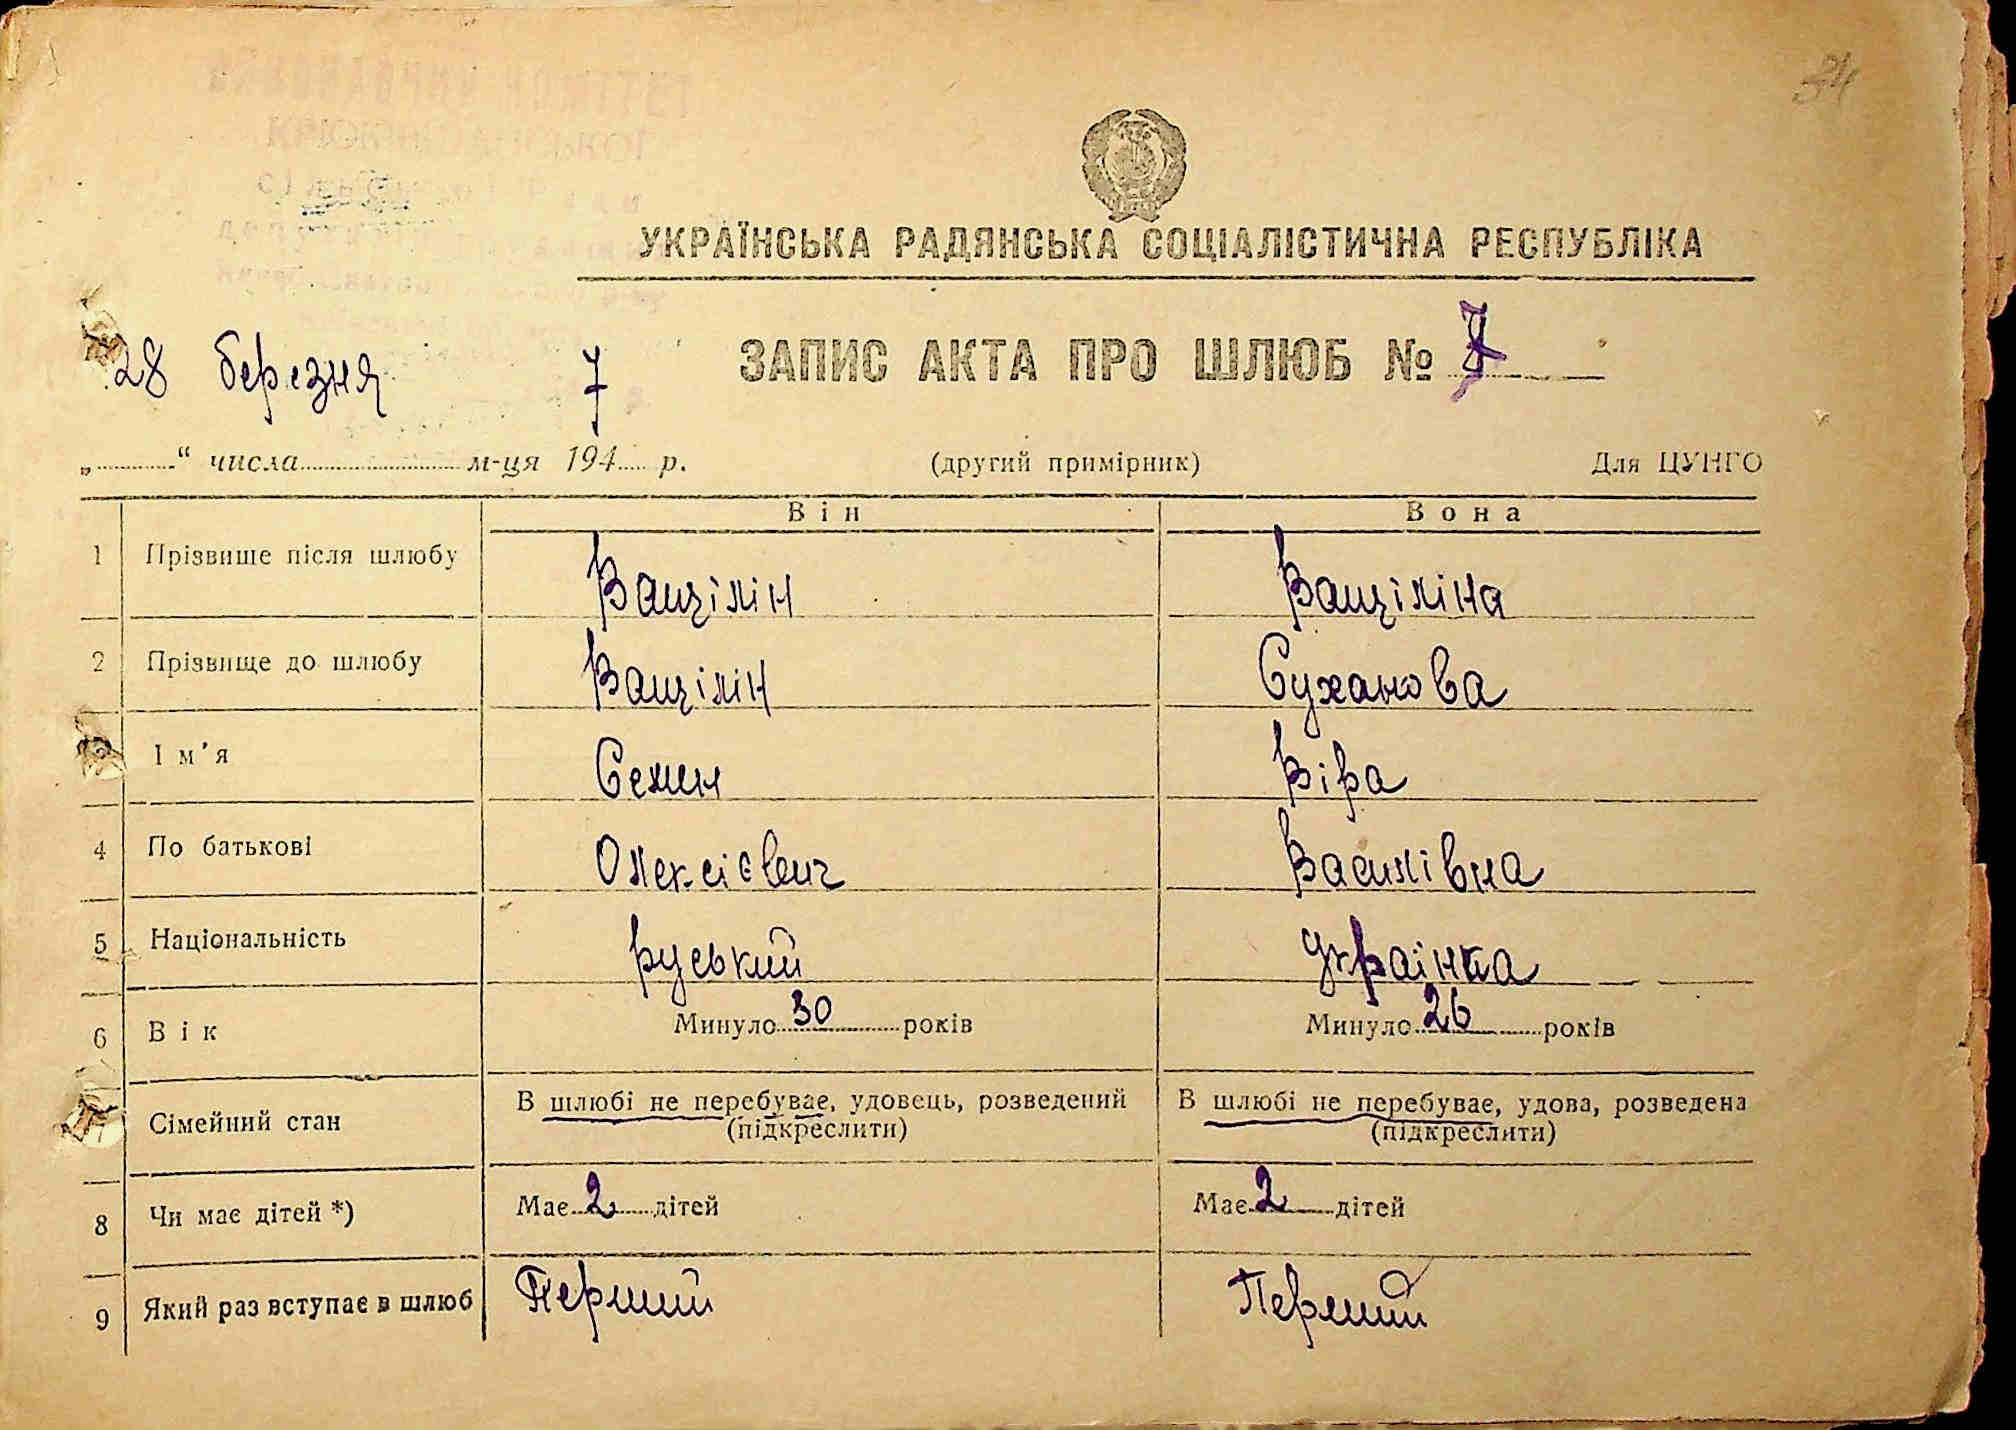 34
УКРАЇНСЬКА РАДЯНСЬКА СОЦІАЛІСТИЧНА РЕСПУБЛІКА
ЗАПИС АКТА ПРО ШЛЮБ № 7
28 березня 7
„ “ числа м-ця 194 р. (другий примірник) Для ЦУНГО
Він Вона
1 Прізвище після шлюбу Ващілін Ващіліна
2 Прізвище до шлюбу Ващілін Суханова
3 Ім’я Семен Віра
4 По батькові Олексієвич Василівна
5 Національність руський українка
6 Вік Минуло 30 років Минуло 26 років
7 Сімейний стан В шлюбі не перебуває, удовець, розведений В шлюбі не перебуває, удова, розведена
(підкреслити) (підкреслити)
8 Чи має дітей *) Має 2 дітей Має 2 дітей
9 Який раз вступає в шлюб Перший Перший